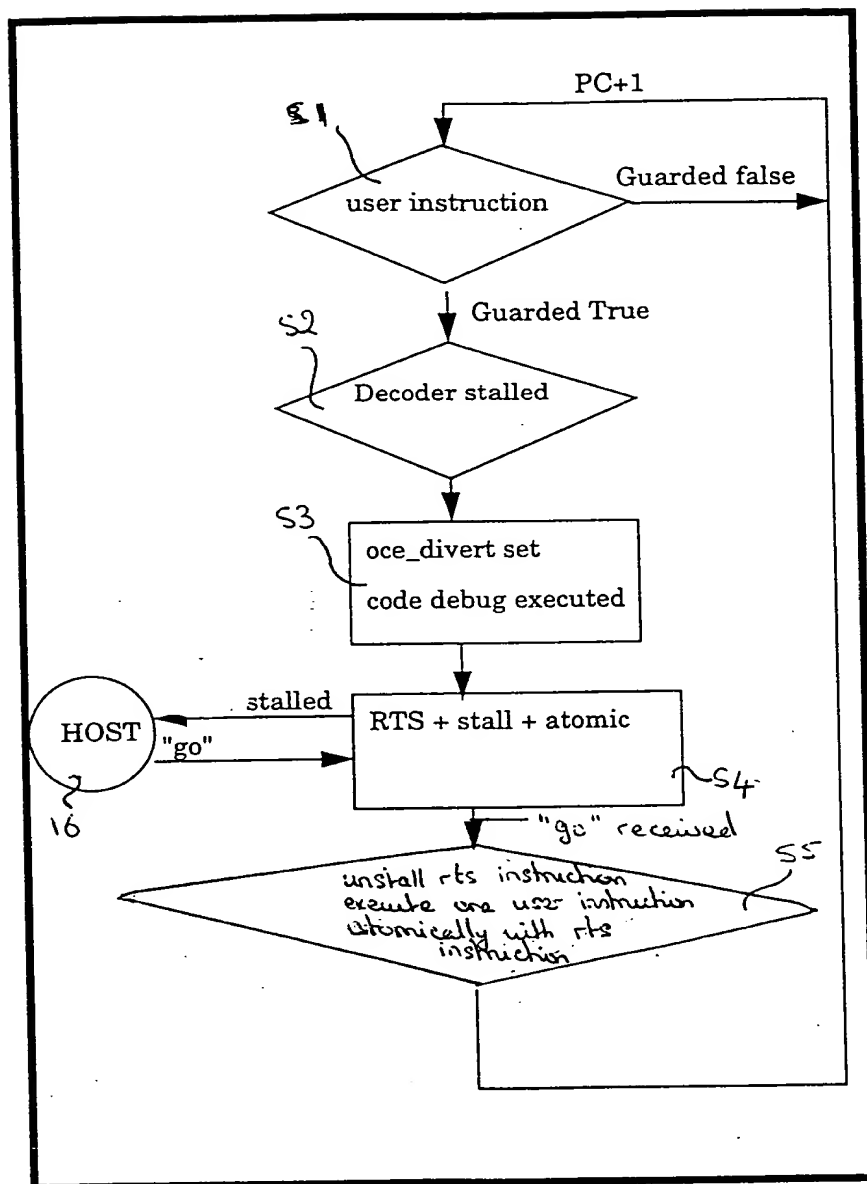 PC+1
S1
Guarded false
user instruction
Guarded True
S2
Decoder stalled
S3
oce_divert set
code debug executed
stalled
RTS + stall + atomic
HOST
"go"
16
S4
"go" received
S5
unstall rts instruction
execute one user instruction
atomically with rts
instruction